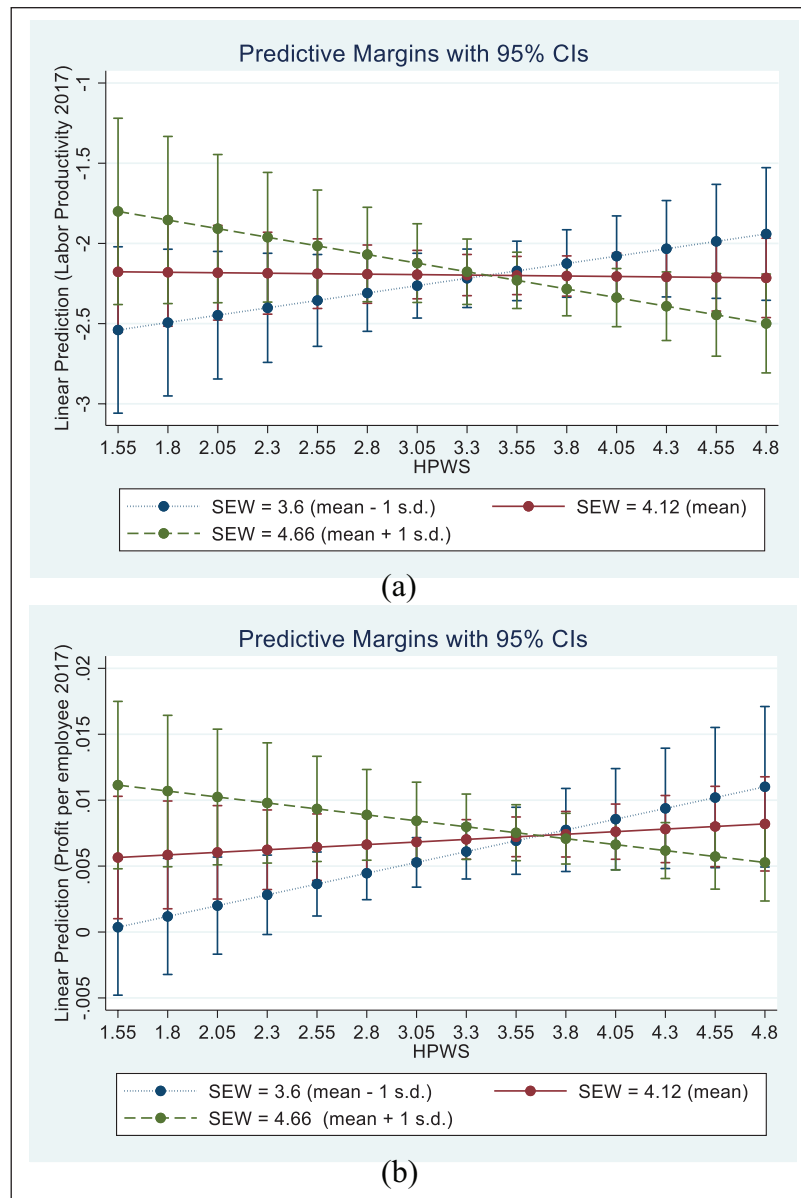 Predictive Margins with 95% CIs
Linear Prediction (Labor Productivity 2017)
-1
-1.5
-2
-2.5
-3
1.55 1.8 2.05 2.3 2.55 2.8 3.05 3.3 3.55 3.8 4.05 4.3 4.55 4.8
HPWS
SEW = 3.6 (mean - 1 s.d.) SEW = 4.12 (mean)
SEW = 4.66 (mean + 1 s.d.)
(a)
Predictive Margins with 95% CIs
Linear Prediction (Profit per employee 2017)
.02
.015
.01
.005
0
-.005
1.55 1.8 2.05 2.3 2.55 2.8 3.05 3.3 3.55 3.8 4.05 4.3 4.55 4.8
HPWS
SEW = 3.6 (mean - 1 s.d.) SEW = 4.12 (mean)
SEW = 4.66 (mean + 1 s.d.)
(b)